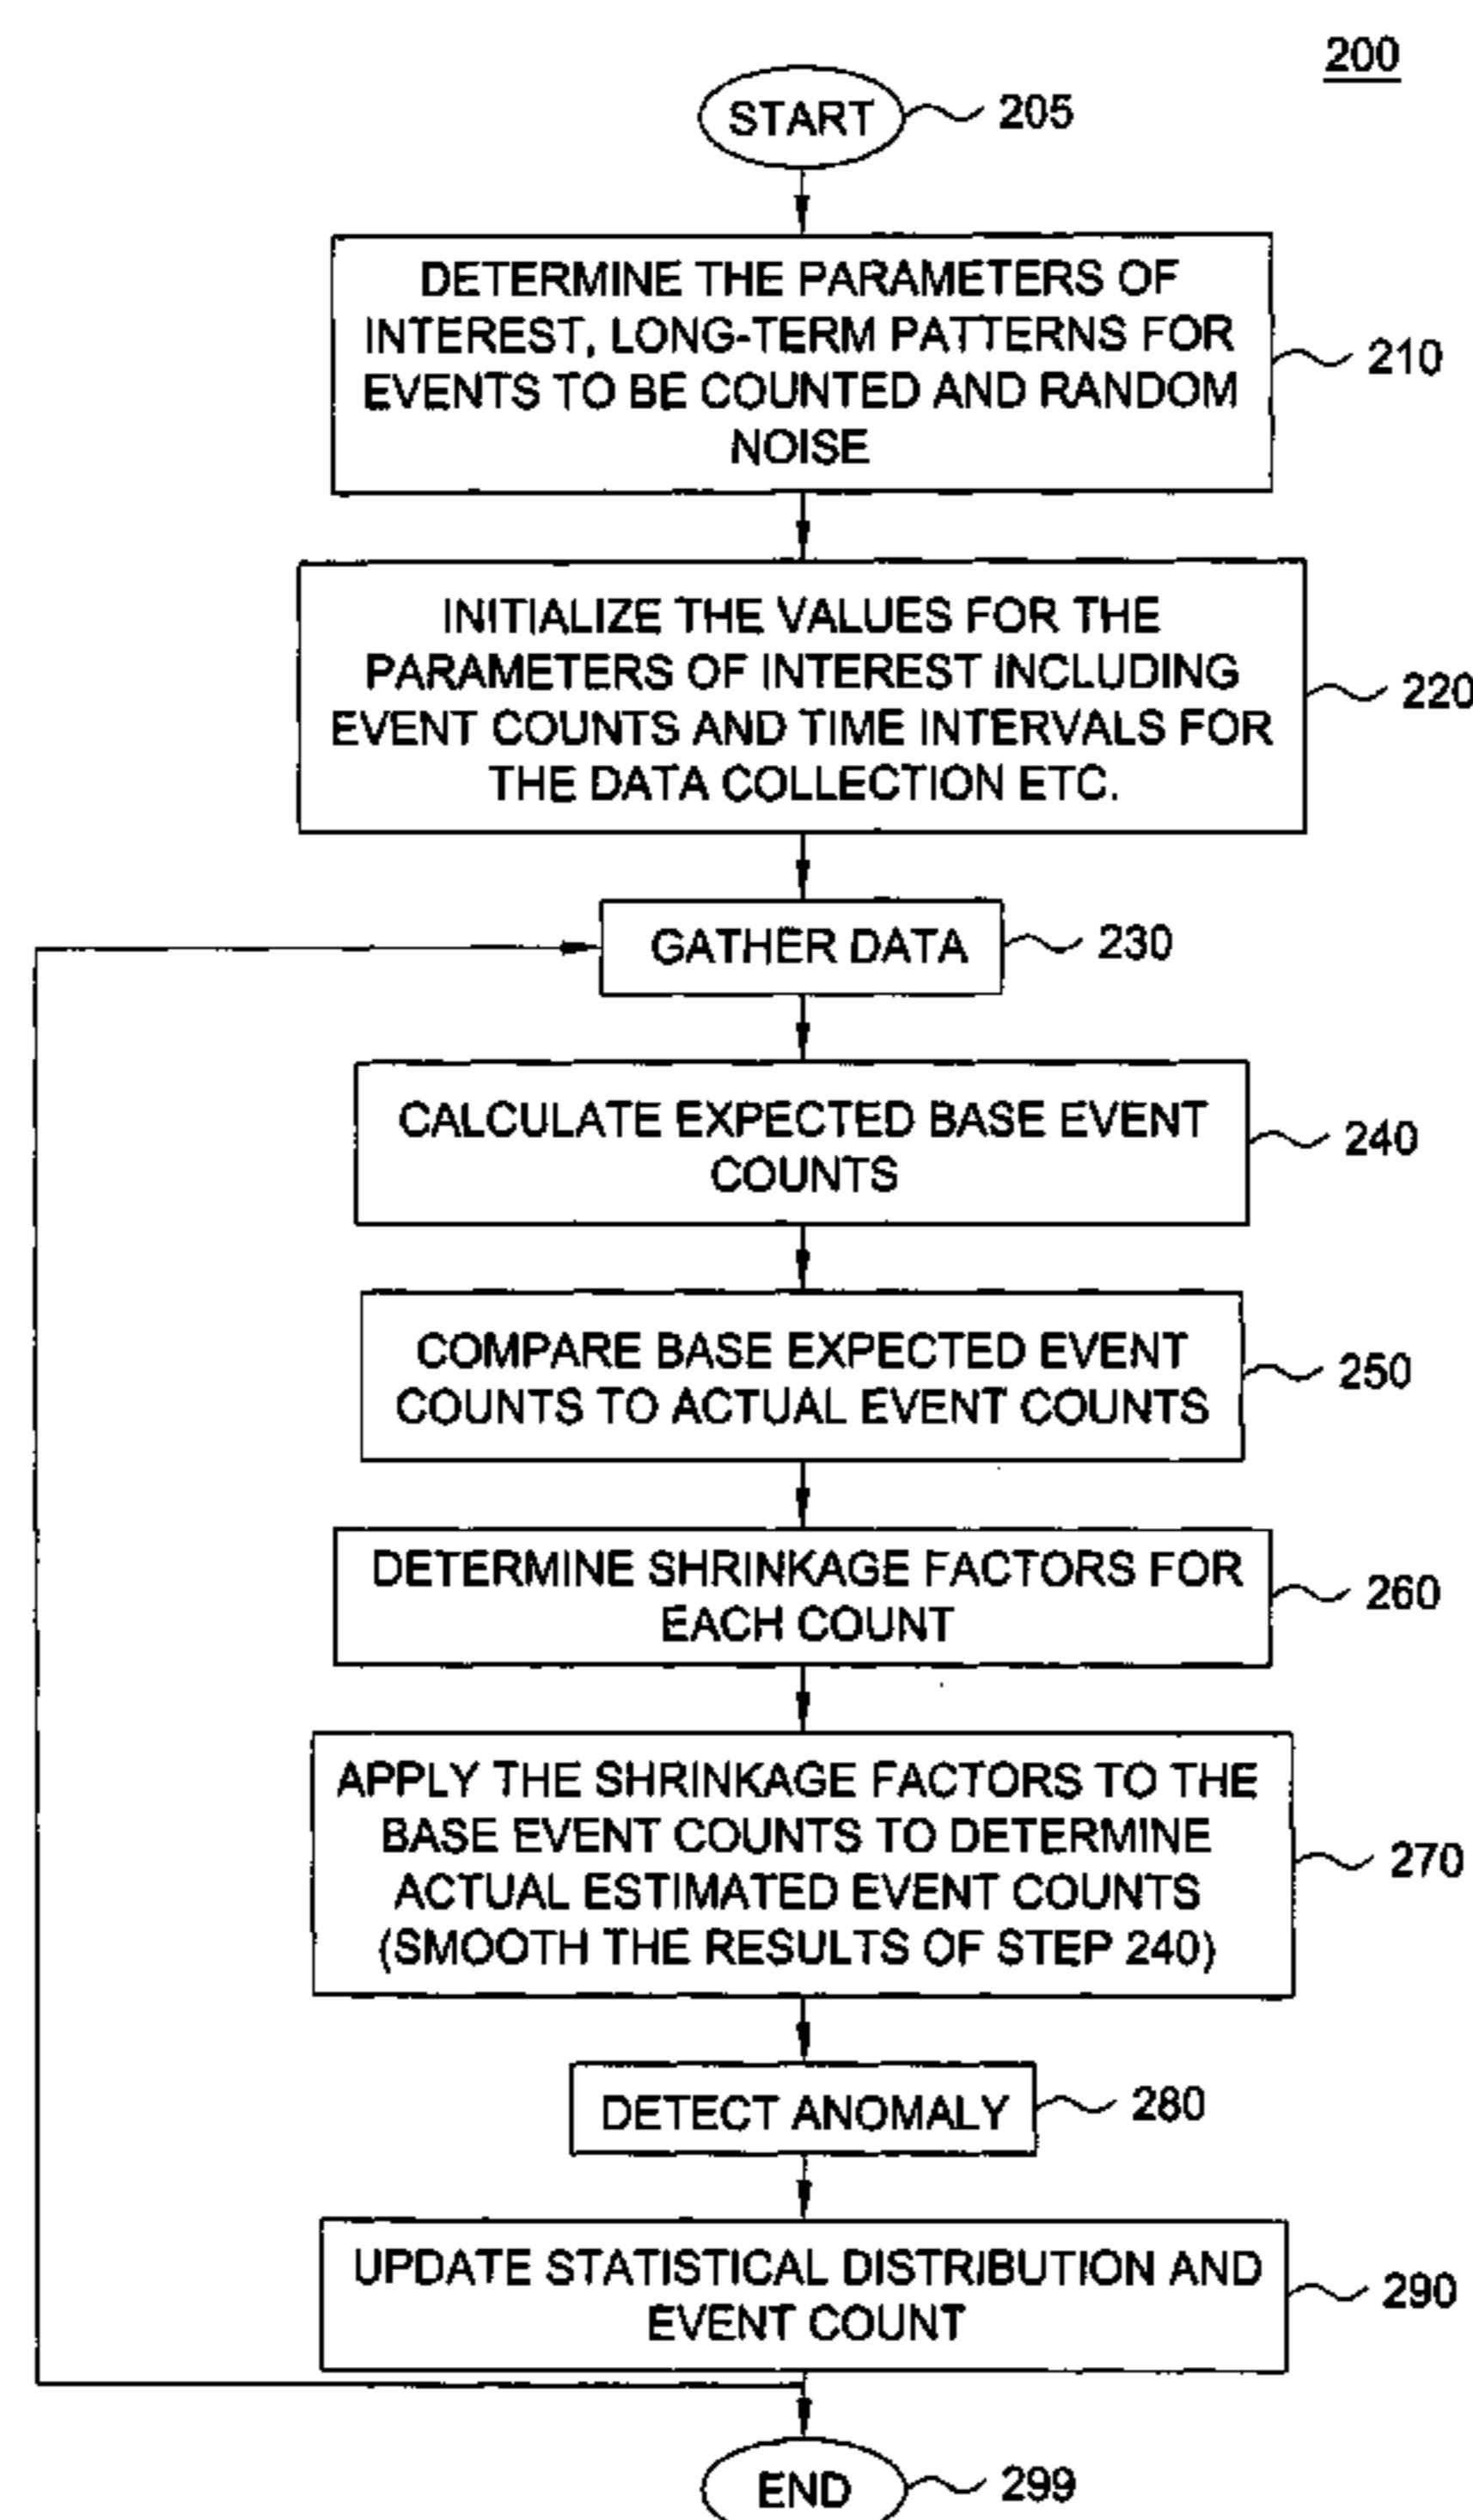 200
START
205
DETERMINE THE PARAMETERS OF
INTEREST, LONG-TERM PATTERNS FOR
EVENTS TO BE COUNTED AND RANDOM
NOISE
210
INITIALIZE THE VALUES FOR THE
PARAMETERS OF INTEREST INCLUDING
EVENT COUNTS AND TIME INTERVALS FOR
THE DATA COLLECTION ETC.
220
GATHER DATA
230
CALCULATE EXPECTED BASE EVENT
COUNTS
240
COMPARE BASE EXPECTED EVENT
COUNTS TO ACTUAL EVENT COUNTS
250
DETERMINE SHRINKAGE FACTORS FOR
EACH COUNT
260
APPLY THE SHRINKAGE FACTORS TO THE
BASE EVENT COUNTS TO DETERMINE
ACTUAL ESTIMATED EVENT COUNTS
(SMOOTH THE RESULTS OF STEP 240)
270
DETECT ANOMALY
280
UPDATE STATISTICAL DISTRIBUTION AND
EVENT COUNT
290
END
299